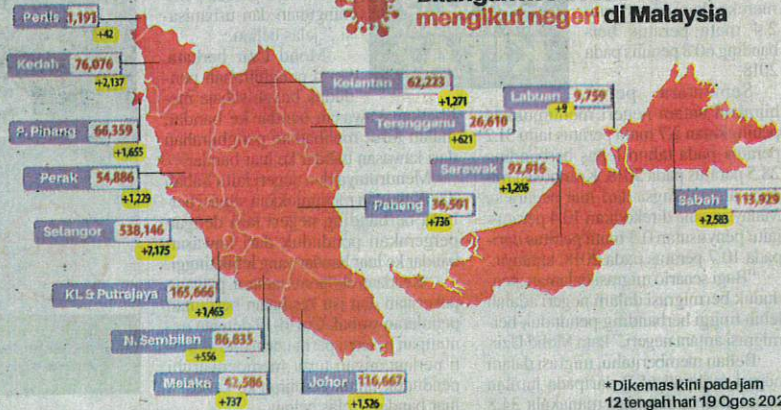 mengikut negeri di Malaysia
Perlis 1,191
+42
Kedah 76,076
+2,137
P. Pinang 66,359
+1,655
Perak 54,886
+1,229
Selangor 538,146
+7,175
KL & Putrajaya 165,666
+1,465
N. Sembilan 86,835
+556
Melaka 42,586
+737
Johor 116,667
+1,526
Kelantan 62,223
+1,271
Terengganu 26,610
+621
Pahang 36,501
+736
Labuan 9,759
+9
Sarawak 92,816
+1,206
Sabah 113,929
+2,583
*Dikemas kini pada jam
12 tengah hari 19 Ogos 202